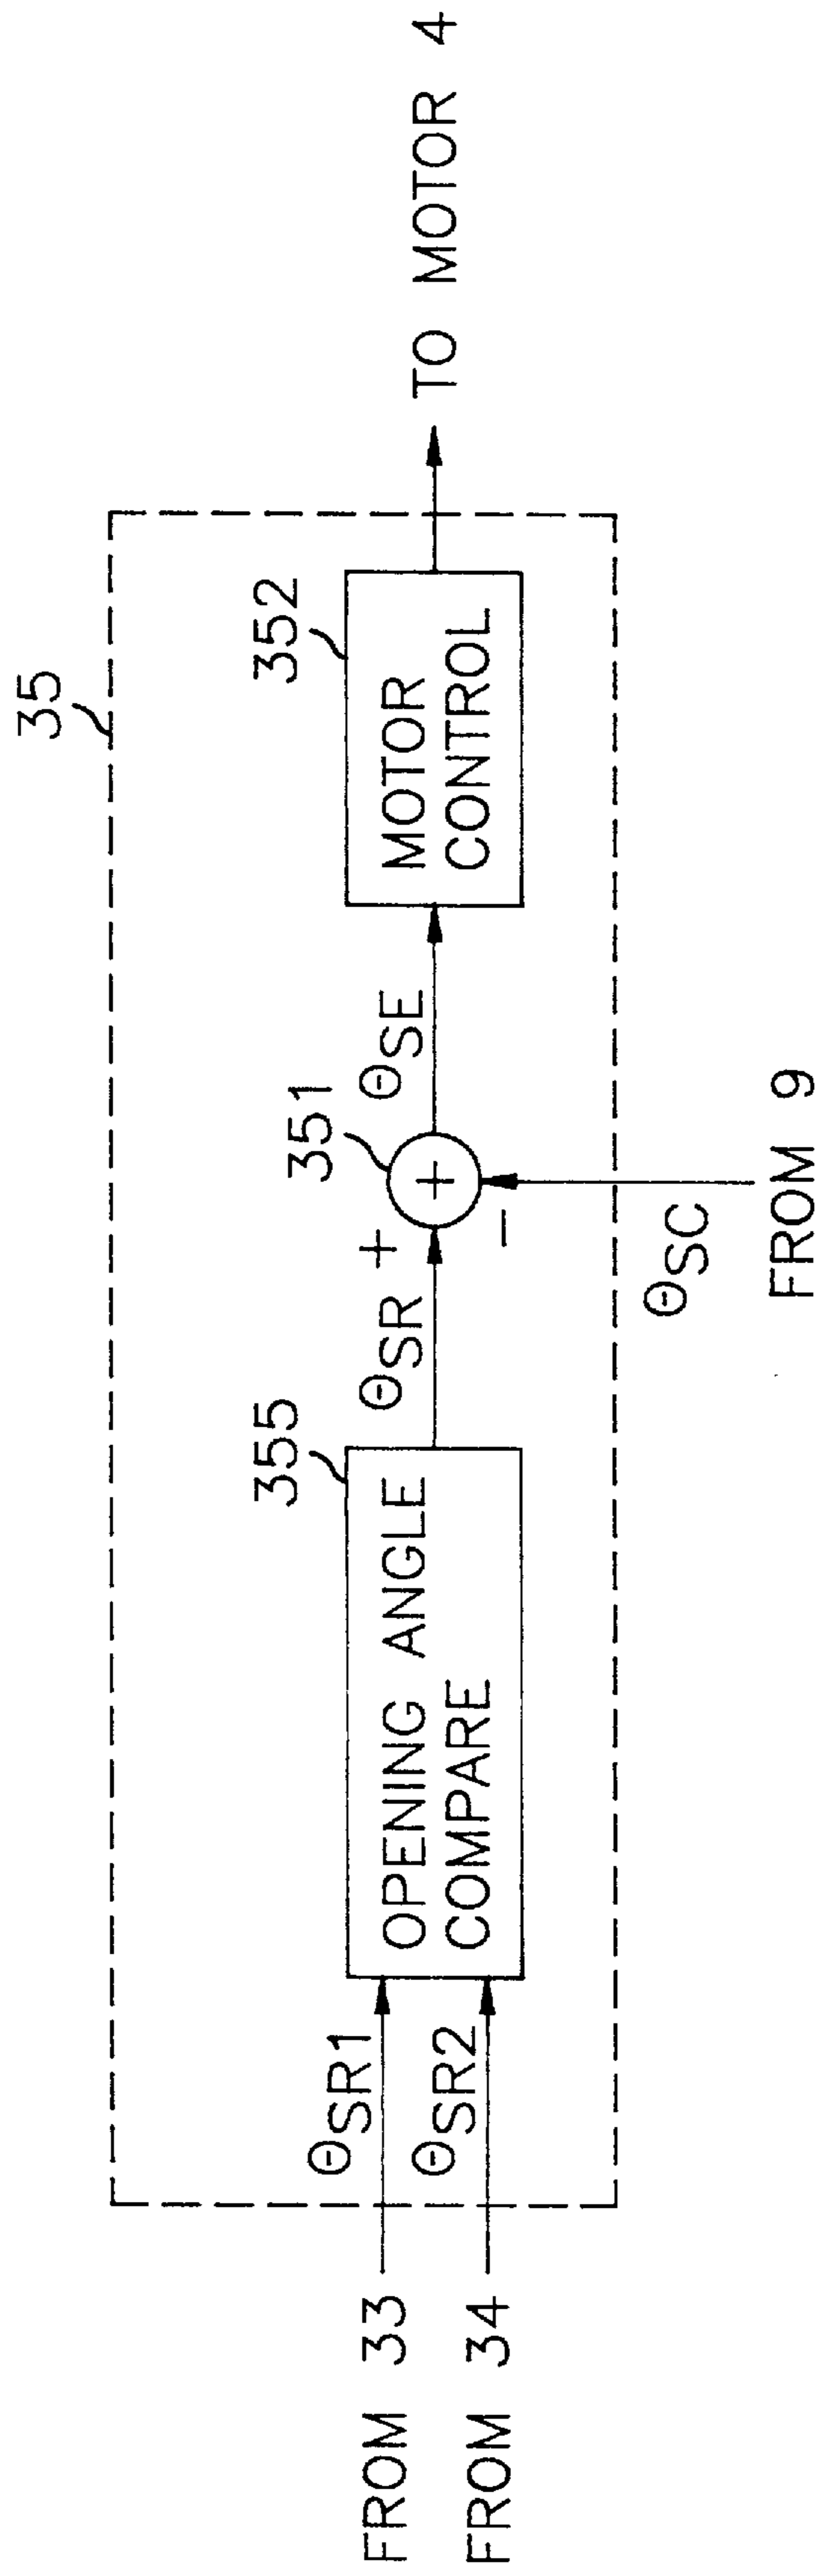 35
355
351
352
FROM 33
FROM 34
θSR1
θSR2
OPENING ANGLE
COMPARE
θSR
+
+
−
θSE
MOTOR
CONTROL
TO MOTOR 4
θSC
FROM 9